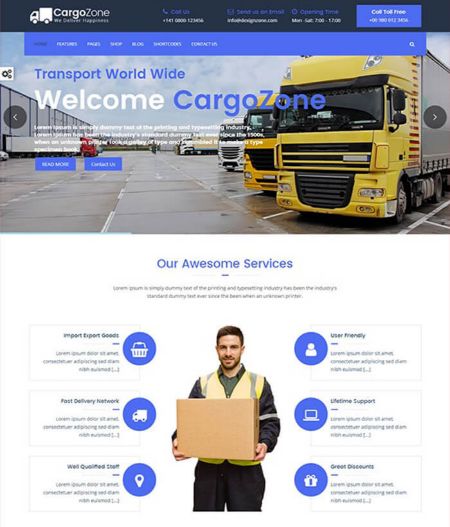 CargoZone
We Deliver Happiness
Call Us
+141 0800-123456
Send us an Email
info@designzone.com
Opening Time
Mon -Sat: 7:00 - 17:00
Call Toll Free
+00 980 012 3456
HOME FEATURES PAGES SHOP BLOG SHORTCODES CONTACT US
Transport World Wide
Welcome CargoZone
Lorem Ipsum is simply dummy text of the printing and typesetting industry,
Lorem Ipsum has been the industry's standard dummy text ever since the 1500s,
when an unknown printer took a galley of type and scrambled it to make a type
specimen book.
READ MORE Contact Us
Our Awesome Services
Lorem ipsum is simply dummy text of the printing and typesetting industry has been the industry's
standard dummy text ever since the when an unknown printer.
Import Export Goods
Lorem ipsum dolor sit amet,
consectetuer adipiscing sed diam
nibh euismod [...]
User Friendly
Lorem ipsum dolor sit amet,
consectetuer adipiscing sed diam
nibh euismod [...]
Fast Delivery Network
Lorem ipsum dolor sit amet,
consectetuer adipiscing sed diam
nibh euismod [...]
Lifetime Support
Lorem ipsum dolor sit amet,
consectetuer adipiscing sed diam
nibh euismod [...]
Well Qualified Staff
Lorem ipsum dolor sit amet,
consectetuer adipiscing sed diam
nibh euismod [...]
Great Discounts
Lorem ipsum dolor sit amet,
consectetuer adipiscing sed diam
nibh euismod [...]